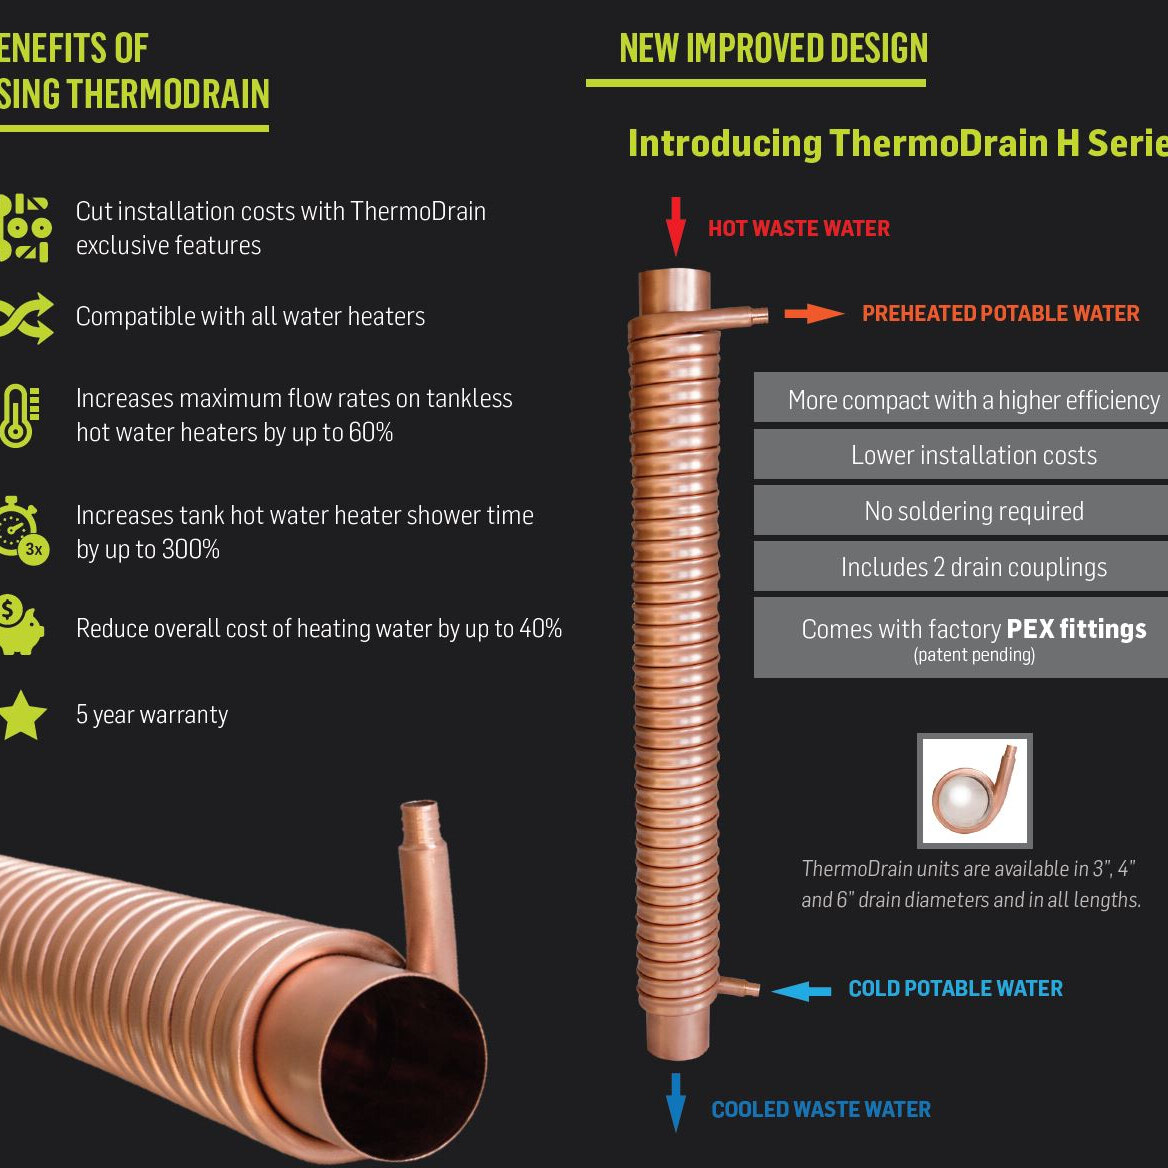 ENEFITS OF
SING THERMODRAIN
Cut installation costs with ThermoDrain
exclusive features
Compatible with all water heaters
Increases maximum flow rates on tankless
hot water heaters by up to 60%
Increases tank hot water heater shower time
by up to 300%
3x
$
Reduce overall cost of heating water by up to 40%
5 year warranty
NEW IMPROVED DESIGN
Introducing ThermoDrain H Serie
HOT WASTE WATER
PREHEATED POTABLE WATER
More compact with a higher efficiency
Lower installation costs
No soldering required
Includes 2 drain couplings
Comes with factory PEX fittings
(patent pending)
ThermoDrain units are available in 3", 4"
and 6" drain diameters and in all lengths.
COLD POTABLE WATER
COOLED WASTE WATER